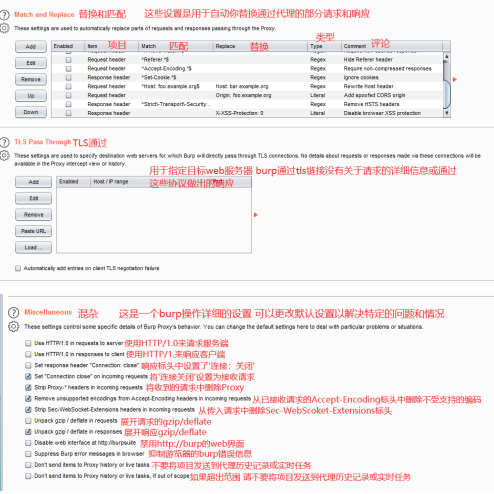 Match and Replace 替换和匹配 这些设置是用于自动你替换通过代理的部分请求和响应
These settings are used to automatically replace parts of requests and responses passing through the Proxy.
类型
Add Enabled Item 项目 Match 匹配 Replace 替换 Type Comment 评论
Request header ^Referer.*$ Regex Hide Referer header
Edit Request header ^Accept-Encoding.*$ Regex Require non-compressed responses
Remove Response header ^Set-Cookie.*$ Regex Ignore cookies
Request header ^Host: foo.example.org$ Host: bar.example.org Regex Rewrite Host header
Up Request header Origin: foo.example.org Literal Add spoofed CORS origin
Response header ^Strict\-Transport\-Security... Regex Remove HSTS headers
Down Response header X-XSS-Protection: 0 Literal Disable browser XSS protection
TLS Pass Through TLS通过
These settings are used to specify destination web servers for which Burp will directly pass through TLS connections. No details about requests or responses made via these connections will be
available in the Proxy intercept view or history.
用于指定目标web服务器 burp通过tls链接没有关于请求的详细信息或通过
Add Enabled Host / IP range 这些协议做出的响应
Edit
Remove
Paste URL
Load ...
Automatically add entries on client TLS negotiation failure
Miscellaneous 混杂 这是一个burp操作详细的设置 可以更改默认设置以解决特定的问题和情况
These settings control some specific details of Burp Proxy's behavior. You can change the default settings here to deal with particular problems or situations.
Use HTTP/1.0 in requests to server 使用HTTP/1.0来请求服务端
Use HTTP/1.0 in responses to client 使用HTTP/1.来响应客户端
Set response header "Connection: close" 响应标头中设置了'连接：关闭'
Set "Connection close" on incoming requests 将'连接关闭'设置为接收请求
Strip Proxy-* headers in incoming requests 将收到的请求中删除Proxy
Remove unsupported encodings from Accept-Encoding headers in incoming requests 从已接收请求的Accept-Encoding标头中删除不受支持的编码
Strip Sec-WebSocket-Extensions headers in incoming requests 从传入请求中删除Sec-WebScoket-Extensions标头
Unpack gzip / deflate in requests 展开请求的gzip/deflate
Unpack gzip / deflate in responses 展开响应gzip/deflate
Disable web interface at http://burpsuite 禁用http://burp的web界面
Suppress Burp error messages in browser 抑制游览器的burp错误信息
Don't send items to Proxy history or live tasks 不要将项目发送到代理历史记录或实时任务
Don't send items to Proxy history or live tasks, if out of scope 如果超出范围 请不要将项目发送到代理历史记录或实时任务